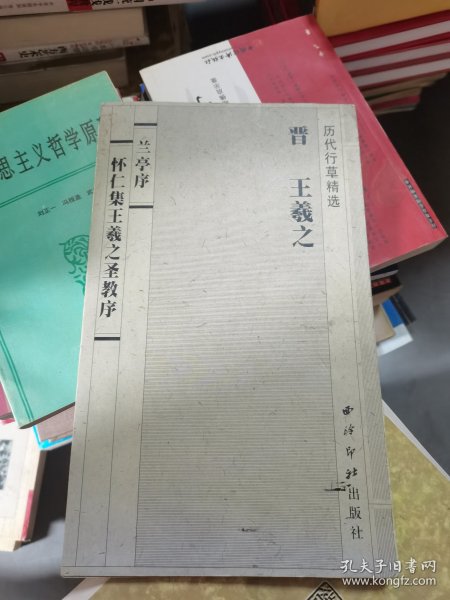 历代行草精选
晋 王羲之
兰亭序
怀仁集王羲之圣教序
西泠印社出版社
思主义哲学原
孔夫子旧书网
www.kongfz.com